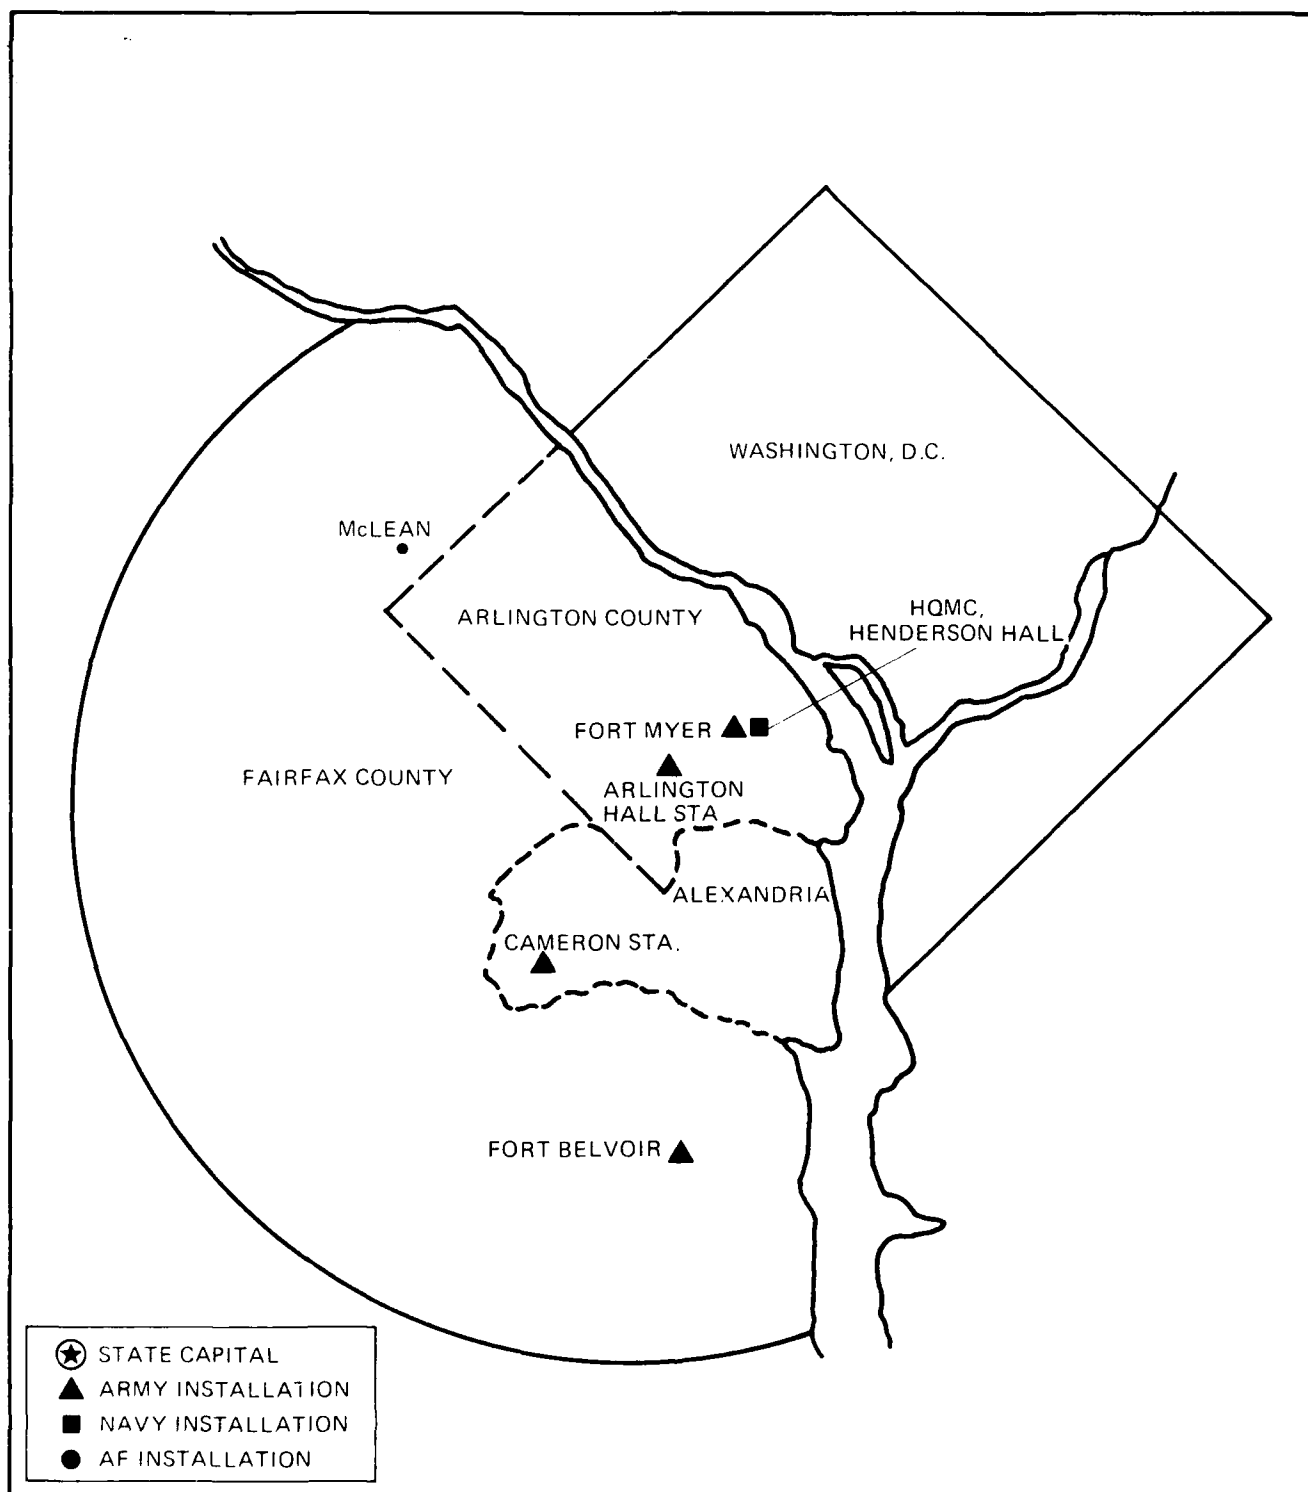 WASHINGTON, D.C.
McLEAN
ARLINGTON COUNTY
HQMC,
HENDERSON HALL
FORT MYER
FAIRFAX COUNTY
ARLINGTON
HALL STA
ALEXANDRIA
CAMERON STA.
FORT BELVOIR
STATE CAPITAL
ARMY INSTALLATION
NAVY INSTALLATION
AF INSTALLATION